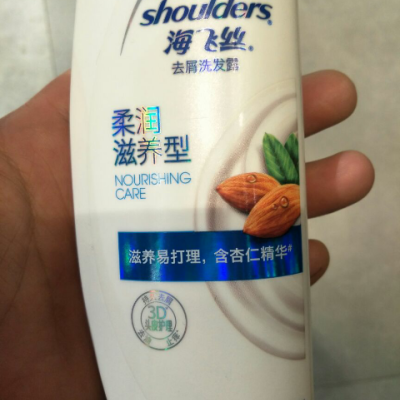 shoulders®
海飞丝®
去屑洗发露
柔润
滋养型
NOURISHING
CARE
滋养易打理，含杏仁精华#
3D